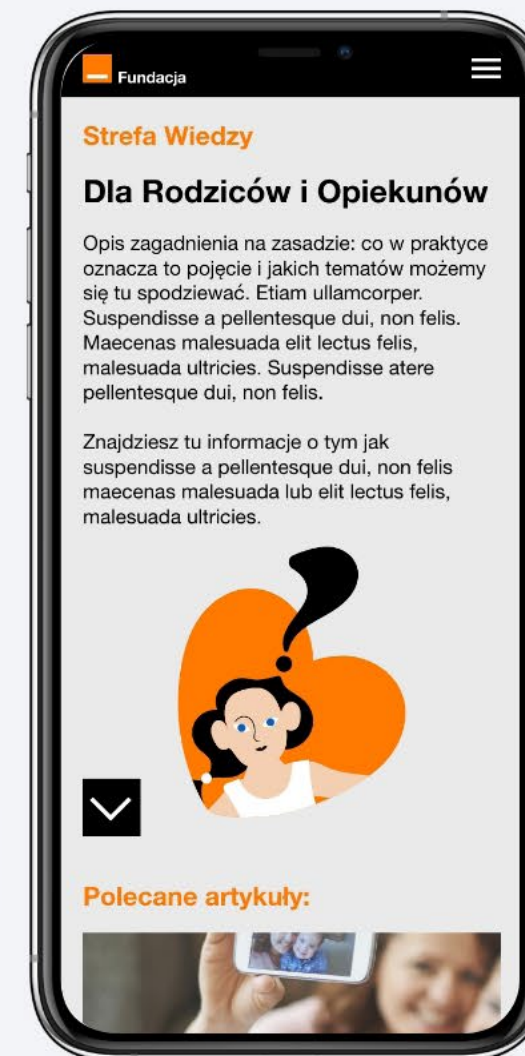 Fundacja
Strefa Wiedzy
Dla Rodziców i Opiekunów
Opis zagadnienia na zasadzie: co w praktyce
oznacza to pojęcie i jakich tematów możemy
się tu spodziewać. Etiam ullamcorper.
Suspendisse a pellentesque dui, non felis.
Maecenas malesuada elit lectus felis,
malesuada ultricies. Suspendisse atere
pellentesque dui, non felis.
Znajdziesz tu informacje o tym jak
suspendisse a pellentesque dui, non felis
maecenas malesuada lub elit lectus felis,
malesuada ultricies.
Polecane artykuły: